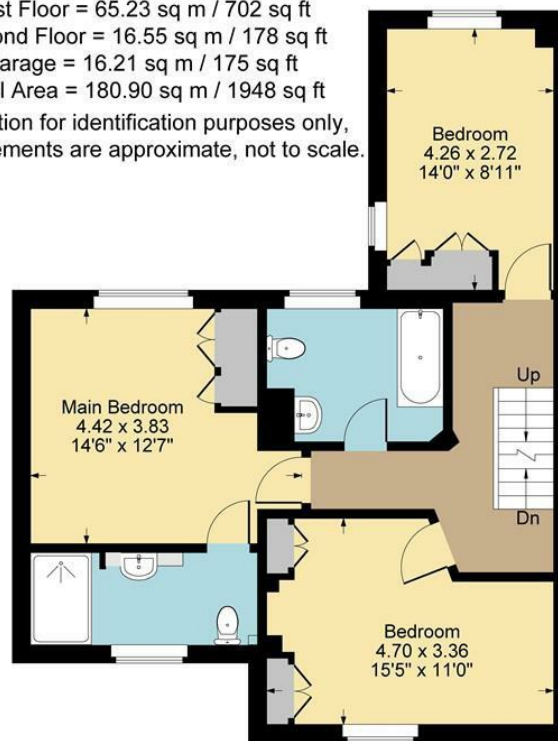 st Floor = 65.23 sq m / 702 sq ft
ond Floor = 16.55 sq m / 178 sq ft
arage = 16.21 sq m / 175 sq ft
l Area = 180.90 sq m / 1948 sq ft
tion for identification purposes only,
ements are approximate, not to scale.
Bedroom
4.26 x 2.72
14'0" x 8'11"
Main Bedroom
4.42 x 3.83
14'6" x 12'7"
Up
Dn
Bedroom
4.70 x 3.36
15'5" x 11'0"